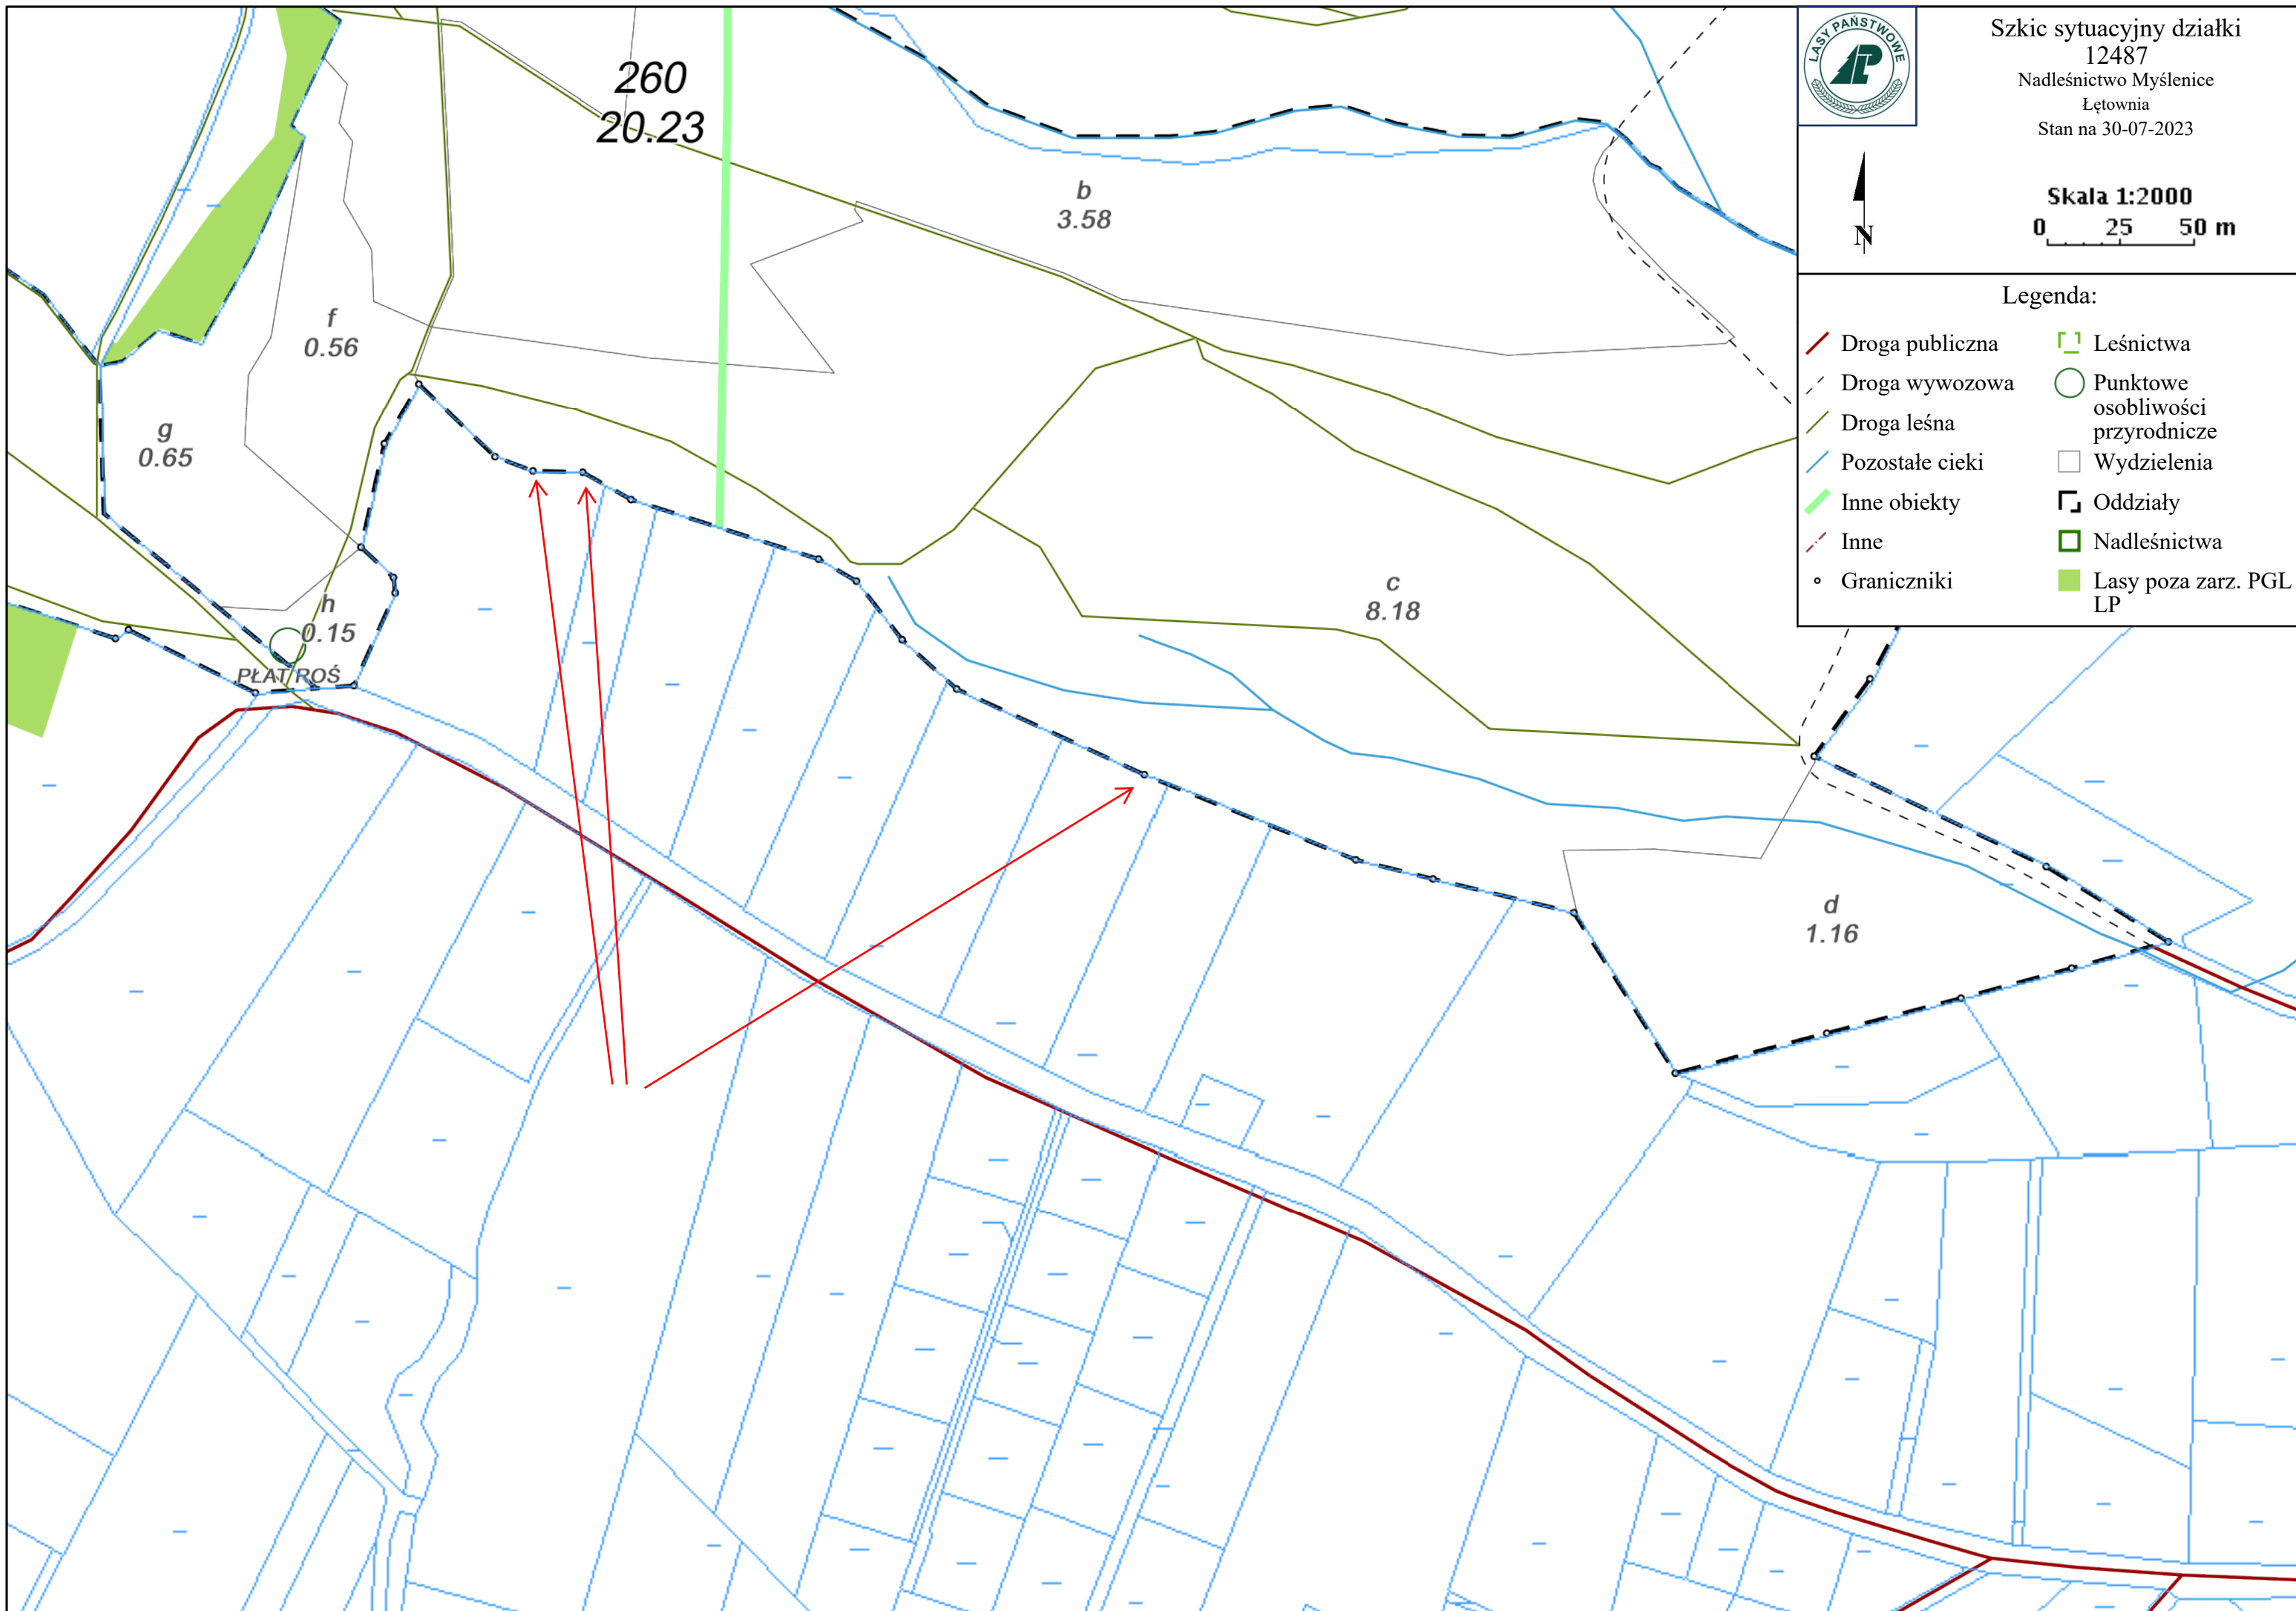 260
20.23
b
3.58
f
0.56
g
0.65
h
0.15
PŁAT ROŚ
c
8.18
d
1.16
LASY PAŃSTWOWE
LP
Szkic sytuacyjny działki
12487
Nadleśnictwo Myślenice
Łętownia
Stan na 30-07-2023
N
Skala 1:2000
0 25 50 m
Legenda:
Droga publiczna
Droga wywozowa
Droga leśna
Pozostałe cieki
Inne obiekty
Inne
Graniczniki
Leśnictwa
Punktowe
osobliwości
przyrodnicze
Wydzielenia
Oddziały
Nadleśnictwa
Lasy poza zarz. PGL
LP